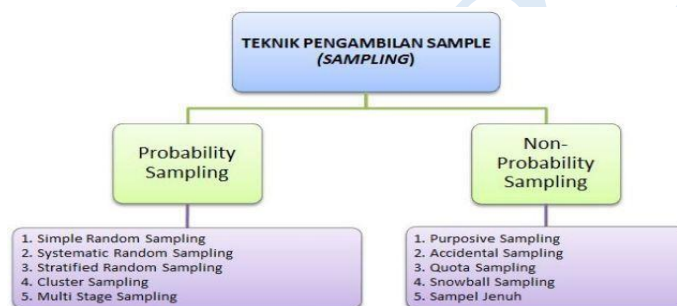 TEKNIK PENGAMBILAN SAMPLE
(SAMPLING)
Probability
Sampling
1. Simple Random Sampling
2. Systematic Random Sampling
3. Stratified Random Sampling
4. Cluster Sampling
5. Multi Stage Sampling
Non-
Probability
Sampling
1. Purposive Sampling
2. Accidental Sampling
3. Quota Sampling
4. Snowball Sampling
5. Sampel Jenuh